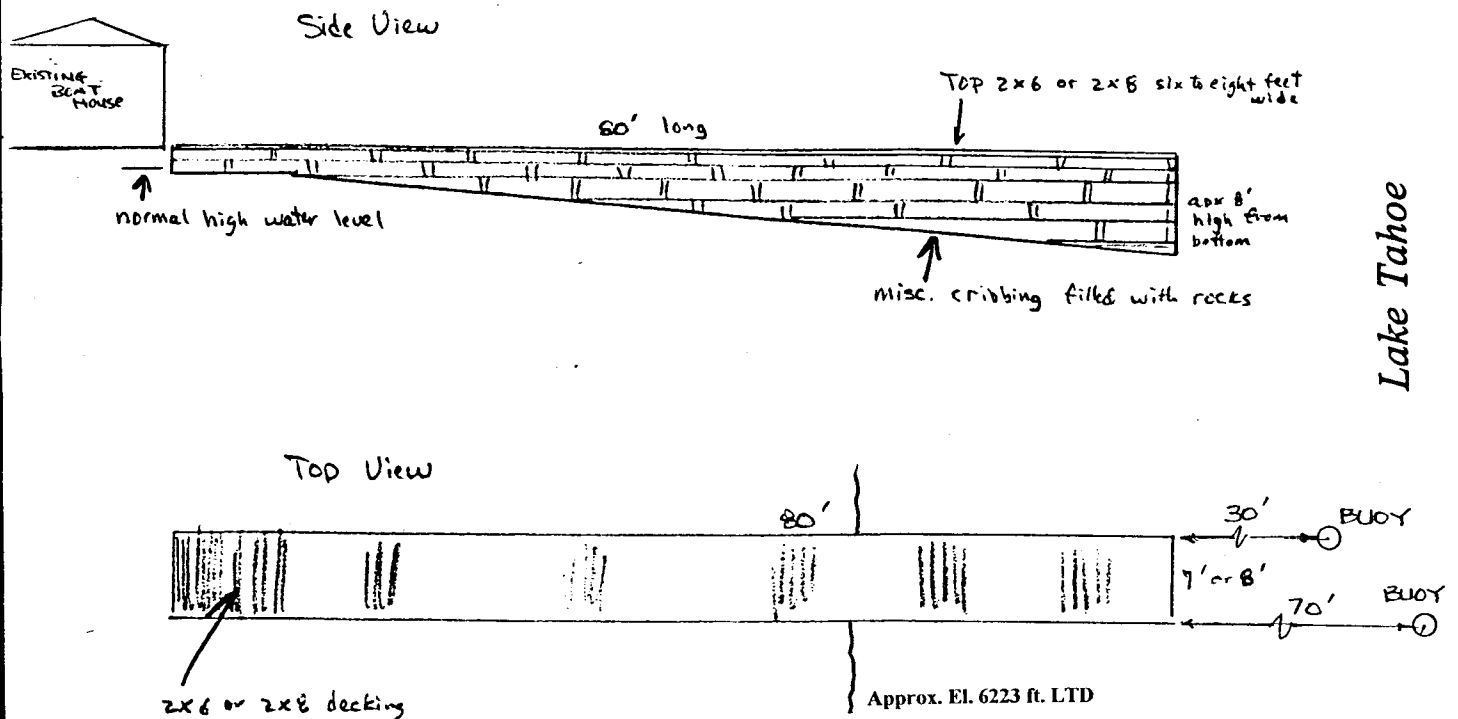 Side View
EXISTING
BOAT
HOUSE
TOP 2x6 or 2x8 six to eight feet
wide
80' long
normal high water level
apx 8'
high from
bottom
misc. cribbing filled with rocks
Lake Tahoe
Top View
80'
30'
BUOY
7' or 8'
70'
BUOY
2x6 or 2x8 decking
Approx. El. 6223 ft. LTD